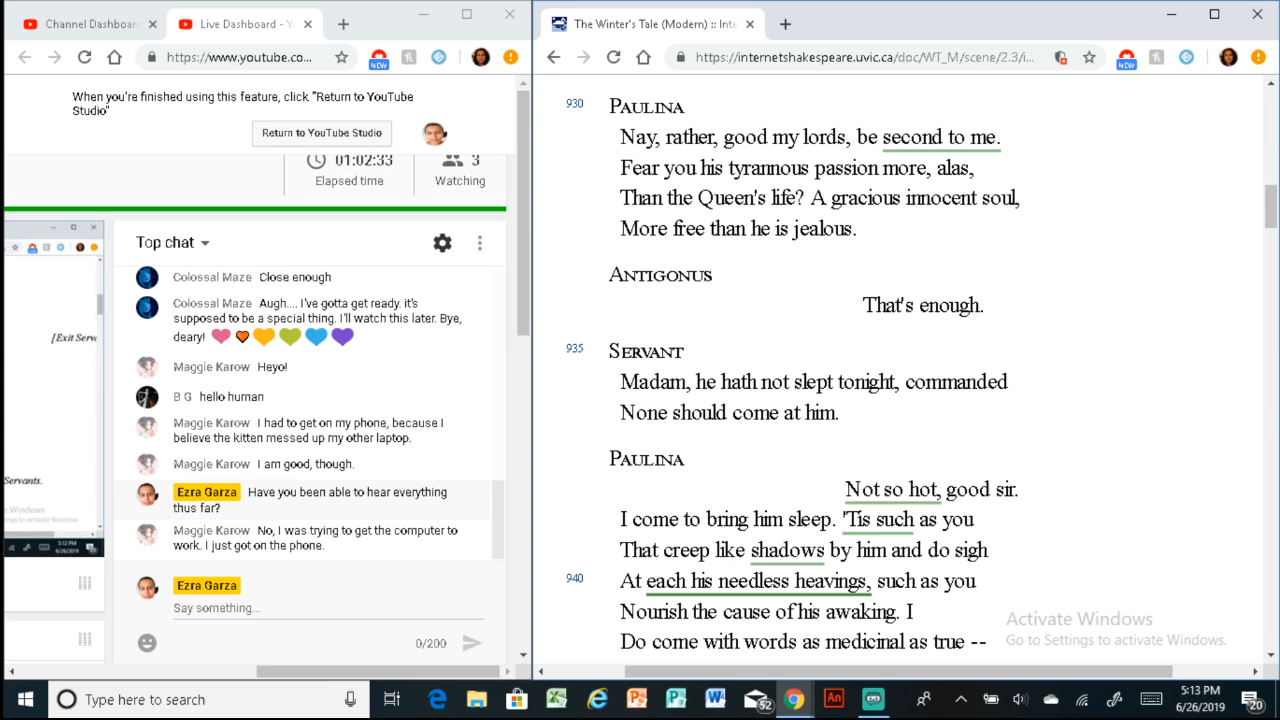 Channel Dashboard
Live Dashboard - Y
The Winter's Tale (Modern) :: Inte
https://www.youtube.co...
NEW
https://internetshakespeare.uvic.ca/doc/WT_M/scene/2.3/i...
NEW
When you're finished using this feature, click "Return to YouTube
Studio"
Return to YouTube Studio
01:02:33
3
Elapsed time
Watching
Top chat
Colossal Maze Close enough
Colossal Maze Augh.... I've gotta get ready. it's
supposed to be a special thing. I'll watch this later. Bye,
deary!
Maggie Karow Heyo!
B G hello human
Maggie Karow I had to get on my phone, because I
believe the kitten messed up my other laptop.
Maggie Karow I am good, though.
Ezra Garza Have you been able to hear everything
thus far?
Maggie Karow No, I was trying to get the computer to
work. I just got on the phone.
Ezra Garza
Say something...
0/200
[Exit Serv
Servants.
5:12 PM
6/26/2019
930 PAULINA
Nay, rather, good my lords, be second to me.
Fear you his tyrannous passion more, alas,
Than the Queen's life? A gracious innocent soul,
More free than he is jealous.
ANTIGONUS
That's enough.
935 SERVANT
Madam, he hath not slept tonight, commanded
None should come at him.
PAULINA
Not so hot, good sir.
I come to bring him sleep. 'Tis such as you
That creep like shadows by him and do sigh
940 At each his needless heavings, such as you
Nourish the cause of his awaking. I
Do come with words as medicinal as true --
Activate Windows
Go to Settings to activate Windows.
Type here to search
52
An
5:13 PM
6/26/2019
20